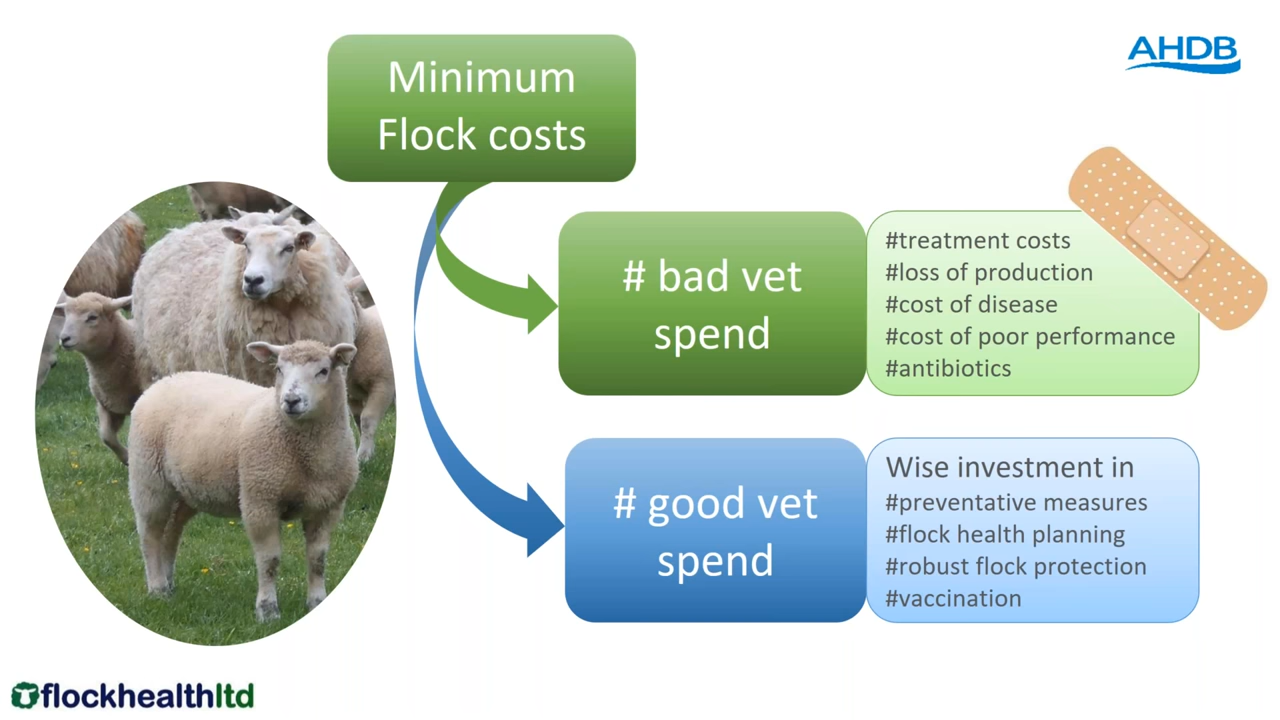 Minimum
Flock costs
AHDB
# bad vet
spend
#treatment costs
#loss of production
#cost of disease
#cost of poor performance
#antibiotics
# good vet
spend
Wise investment in
#preventative measures
#flock health planning
#robust flock protection
#vaccination
flockhealthltd